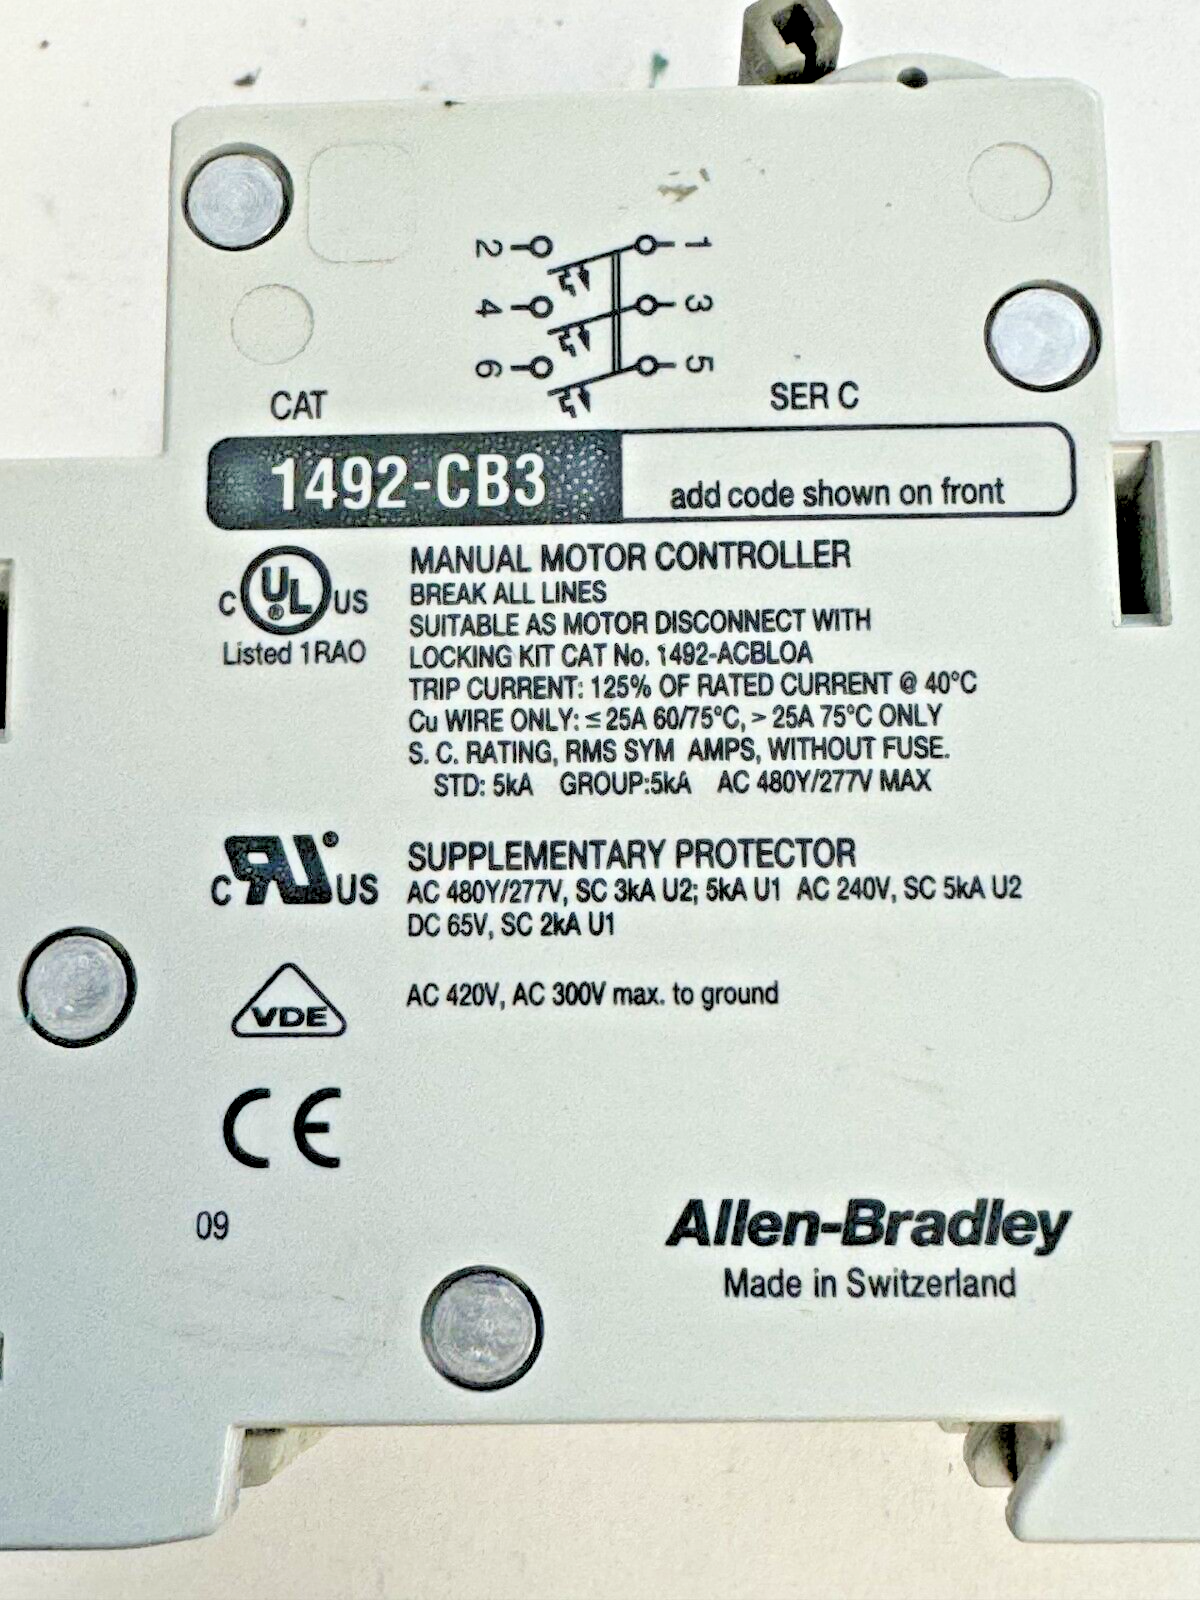 2 1
4 3
6 5
CAT SER C
1492-CB3 add code shown on front
C UL ® US
Listed 1RAO
MANUAL MOTOR CONTROLLER
BREAK ALL LINES
SUITABLE AS MOTOR DISCONNECT WITH
LOCKING KIT CAT No. 1492-ACBLOA
TRIP CURRENT: 125% OF RATED CURRENT @ 40°C
Cu WIRE ONLY: ≤ 25A 60/75°C, > 25A 75°C ONLY
S. C. RATING, RMS SYM AMPS, WITHOUT FUSE.
STD: 5kA GROUP:5kA AC 480Y/277V MAX
C RU ® US
SUPPLEMENTARY PROTECTOR
AC 480Y/277V, SC 3kA U2; 5kA U1 AC 240V, SC 5kA U2
DC 65V, SC 2kA U1
VDE
AC 420V, AC 300V max. to ground
CE
09
Allen-Bradley
Made in Switzerland